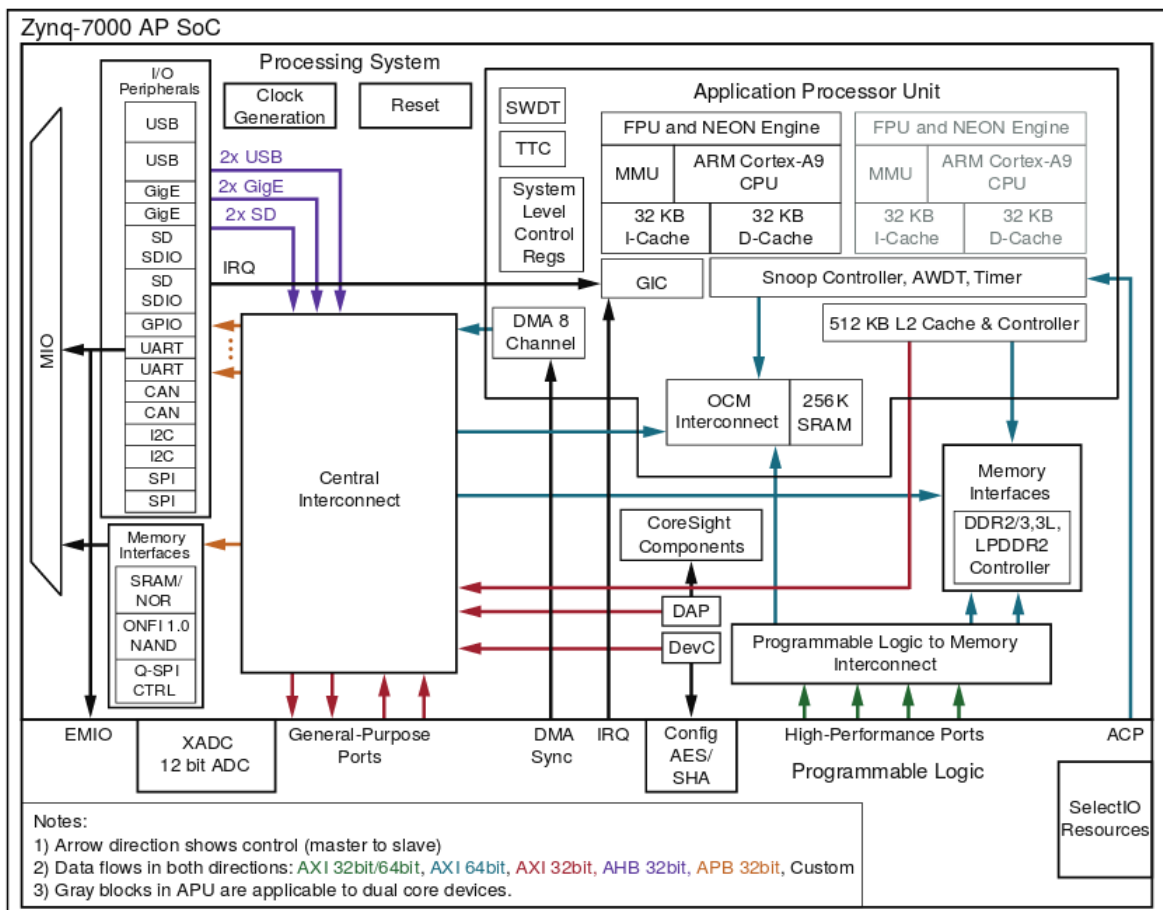 Zynq-7000 AP SoC
Processing System
I/O
Peripherals
USB
USB
GigE
GigE
SD
SDIO
SD
SDIO
GPIO
UART
UART
CAN
CAN
I2C
I2C
SPI
SPI
MIO
Clock
Generation
Reset
2x USB
2x GigE
2x SD
IRQ
SWDT
TTC
System
Level
Control
Regs
Application Processor Unit
FPU and NEON Engine
MMU
ARM Cortex-A9
CPU
32 KB
I-Cache
32 KB
D-Cache
FPU and NEON Engine
MMU
ARM Cortex-A9
CPU
32 KB
I-Cache
32 KB
D-Cache
GIC
Snoop Controller, AWDT, Timer
DMA 8
Channel
512 KB L2 Cache & Controller
OCM
Interconnect
256K
SRAM
Central
Interconnect
Memory
Interfaces
DDR2/3,3L,
LPDDR2
Controller
CoreSight
Components
DAP
DevC
Programmable Logic to Memory
Interconnect
Memory
Interfaces
SRAM/
NOR
ONFI 1.0
NAND
Q-SPI
CTRL
EMIO
XADC
12 bit ADC
General-Purpose
Ports
DMA
Sync
IRQ
Config
AES/
SHA
High-Performance Ports
ACP
Programmable Logic
SelectIO
Resources
Notes:
1) Arrow direction shows control (master to slave)
2) Data flows in both directions: AXI 32bit/64bit, AXI 64bit, AXI 32bit, AHB 32bit, APB 32bit, Custom
3) Gray blocks in APU are applicable to dual core devices.